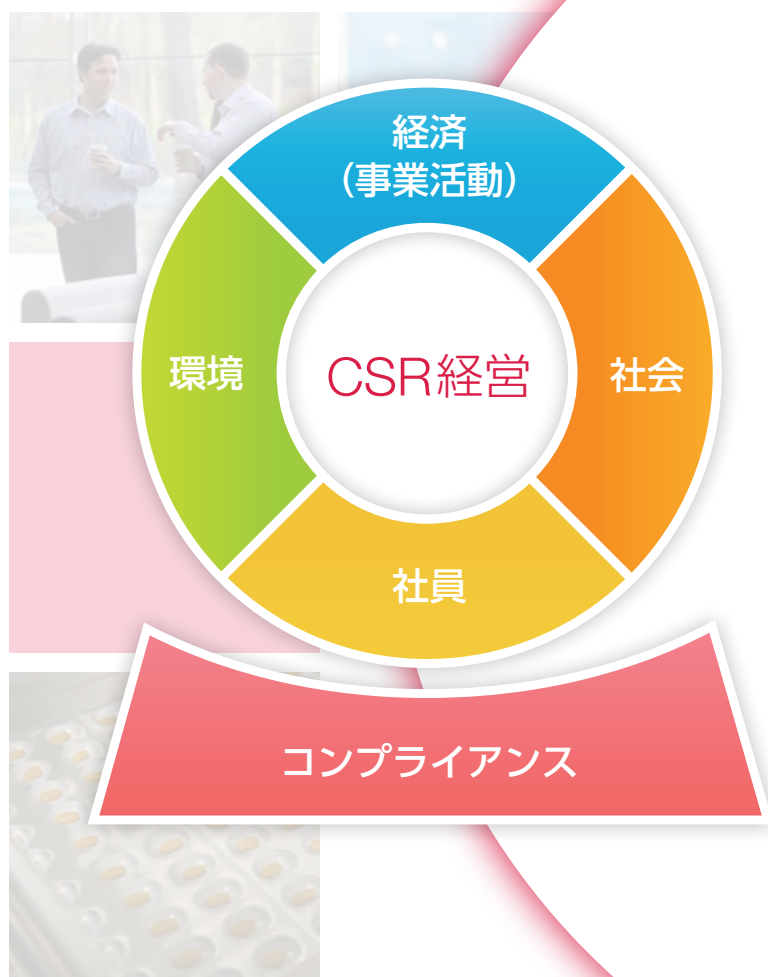 経済
（事業活動）
環境
CSR経営
社会
社員
コンプライアンス